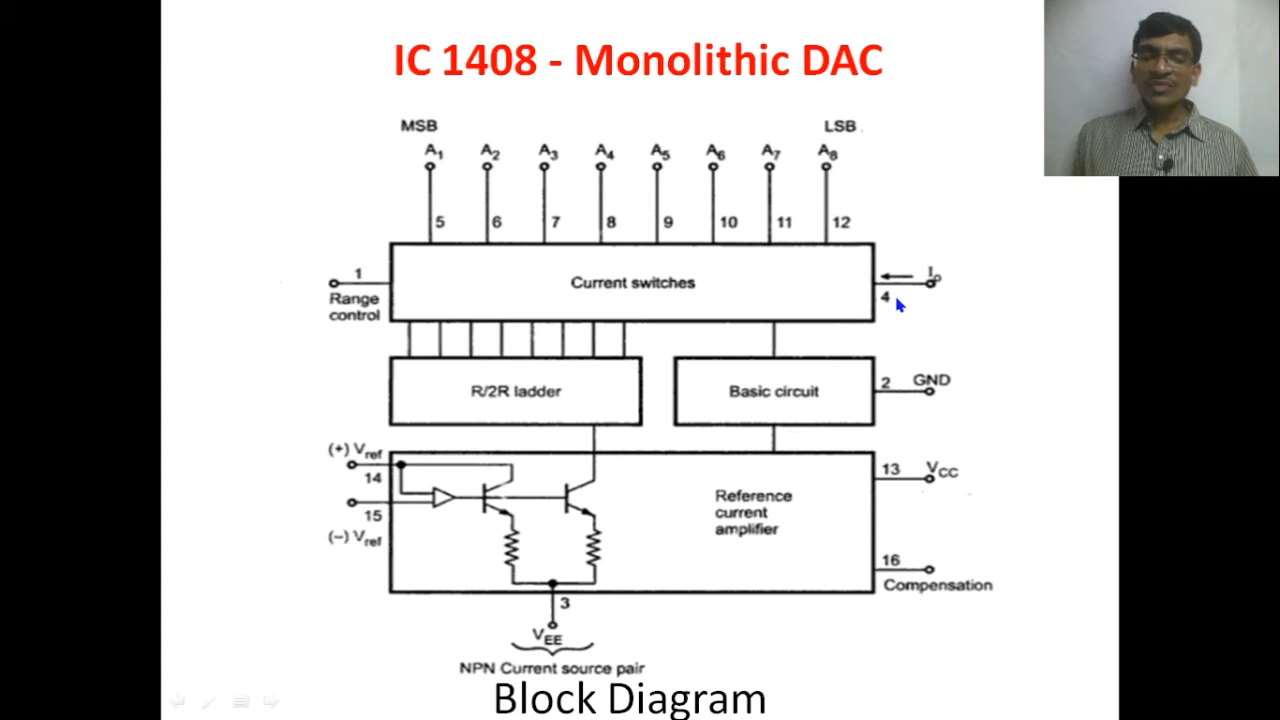 IC 1408 - Monolithic DAC
MSB
LSB
A1 A2 A3 A4 A5 A6 A7 A8
5 6 7 8 9 10 11 12
1
Range
control
Current switches
Io
4
R/2R ladder
Basic circuit
2 GND
(+) Vref
14
15
(–) Vref
Reference
current
amplifier
13 VCC
16
Compensation
3
VEE
NPN Current source pair
Block Diagram